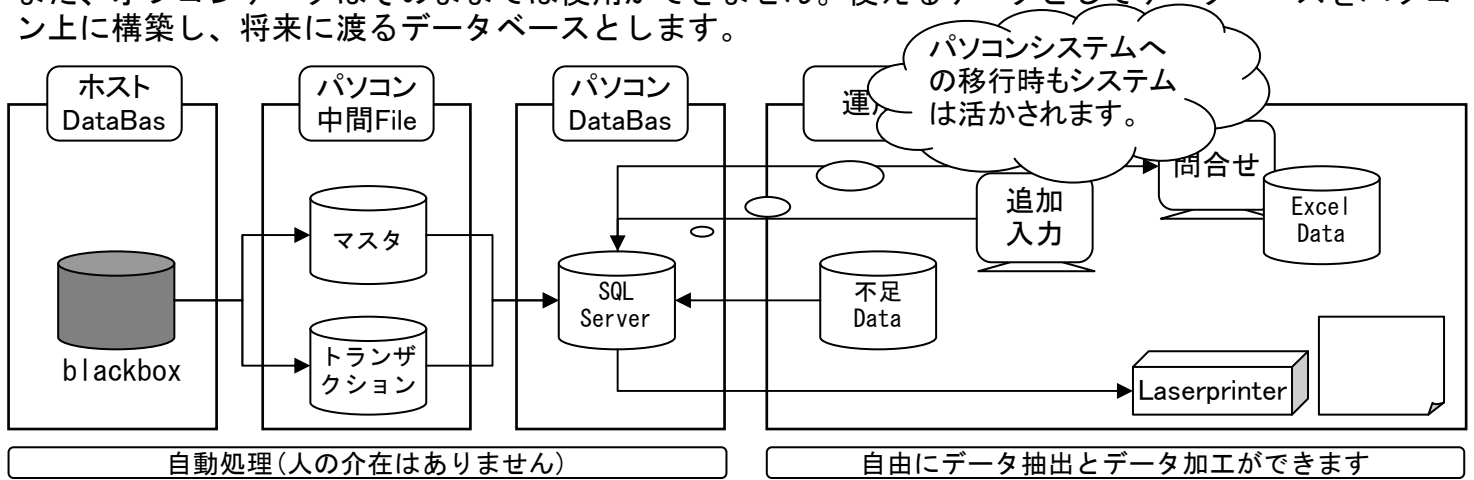 ン上に構築し、将来に渡るデータベースとします。
パソコンシステムへ
の移行時もシステム
は活かされます。
ホスト
DataBas
パソコン
中間File
パソコン
DataBas
運
問合せ
追加
入力
Excel
Data
マスタ
トランザ
クション
SQL
Server
不足
Data
blackbox
Laserprinter
自動処理(人の介在はありません)
自由にデータ抽出とデータ加工ができます